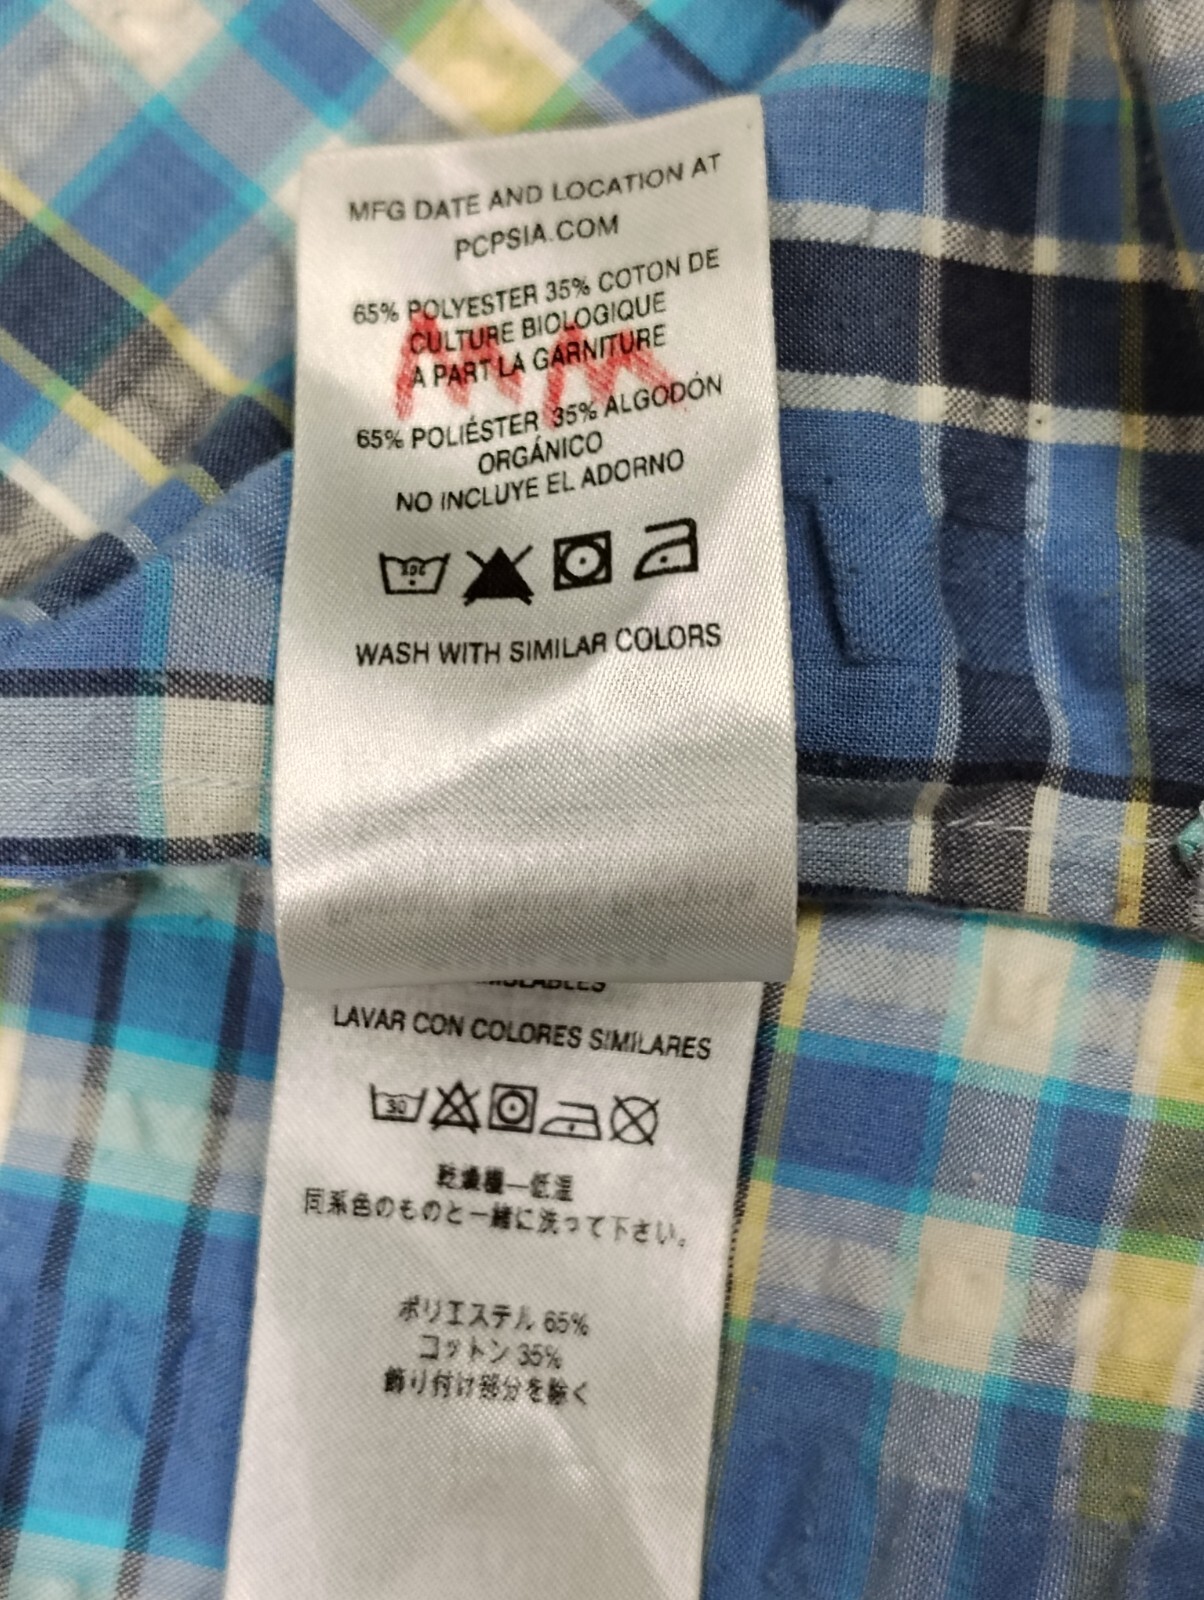 MFG DATE AND LOCATION AT
PCPSIA.COM
65% POLYESTER 35% COTON DE
CULTURE BIOLOGIQUE
A PART LA GARNITURE
65% POLIÉSTER 35% ALGODÓN
ORGÁNICO
NO INCLUYE EL ADORNO
30C
WASH WITH SIMILAR COLORS
LAVAR CON COLORES SIMILARES
30
乾燥機—低温
同系色のものと一緒に洗って下さい。
ポリエステル 65%
コットン 35%
飾り付け部分を除く